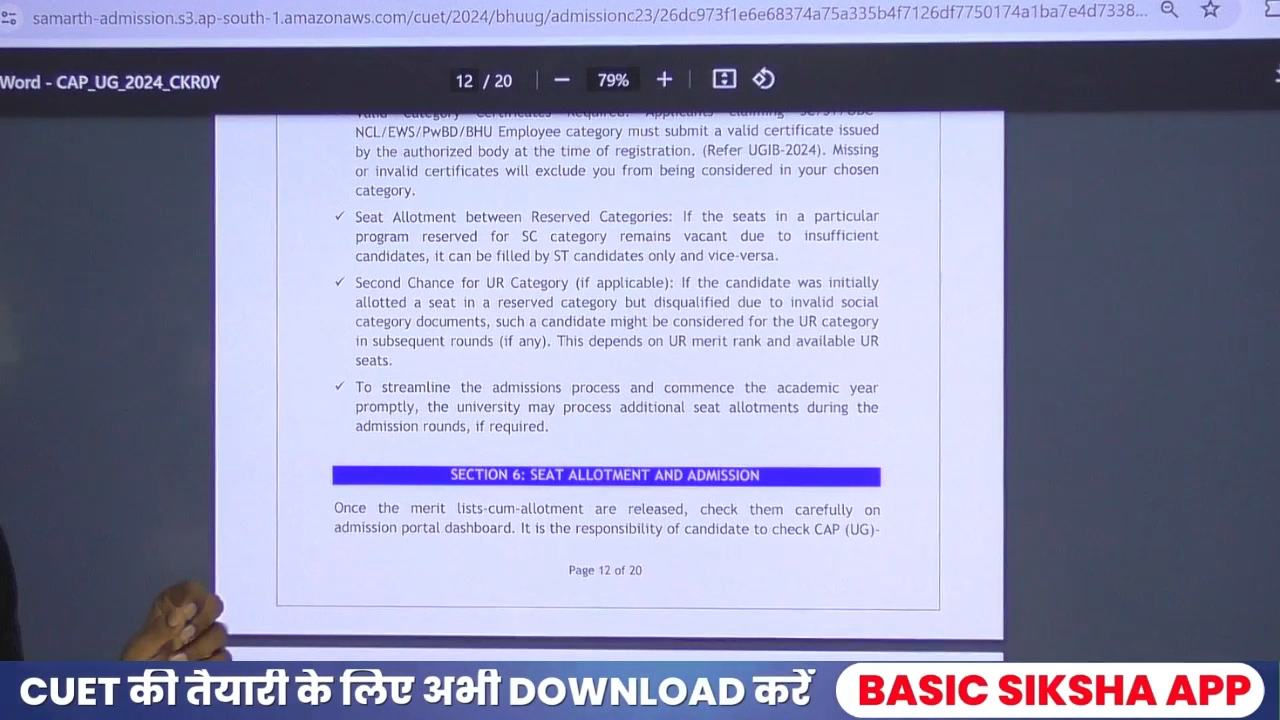 samarth-admission.s3.ap-south-1.amazonaws.com/cuet/2024/bhuug/admissionc23/26dc973f1e6e68374a75a335b4f7126df7750174a1ba7e4d7338...
Word - CAP_UG_2024_CKR0Y
12 / 20
79%
Valid Category Certificates Required: Applicants claiming SC/ST/OBC-
NCL/EWS/PwBD/BHU Employee category must submit a valid certificate issued
by the authorized body at the time of registration. (Refer UGIB-2024). Missing
or invalid certificates will exclude you from being considered in your chosen
category.
✓ Seat Allotment between Reserved Categories: If the seats in a particular
program reserved for SC category remains vacant due to insufficient
candidates, it can be filled by ST candidates only and vice-versa.
✓ Second Chance for UR Category (if applicable): If the candidate was initially
allotted a seat in a reserved category but disqualified due to invalid social
category documents, such a candidate might be considered for the UR category
in subsequent rounds (if any). This depends on UR merit rank and available UR
seats.
✓ To streamline the admissions process and commence the academic year
promptly, the university may process additional seat allotments during the
admission rounds, if required.
SECTION 6: SEAT ALLOTMENT AND ADMISSION
Once the merit lists-cum-allotment are released, check them carefully on
admission portal dashboard. It is the responsibility of candidate to check CAP (UG)-
Page 12 of 20
CUET की तैयारी के लिए अभी DOWNLOAD करें
BASIC SIKSHA APP